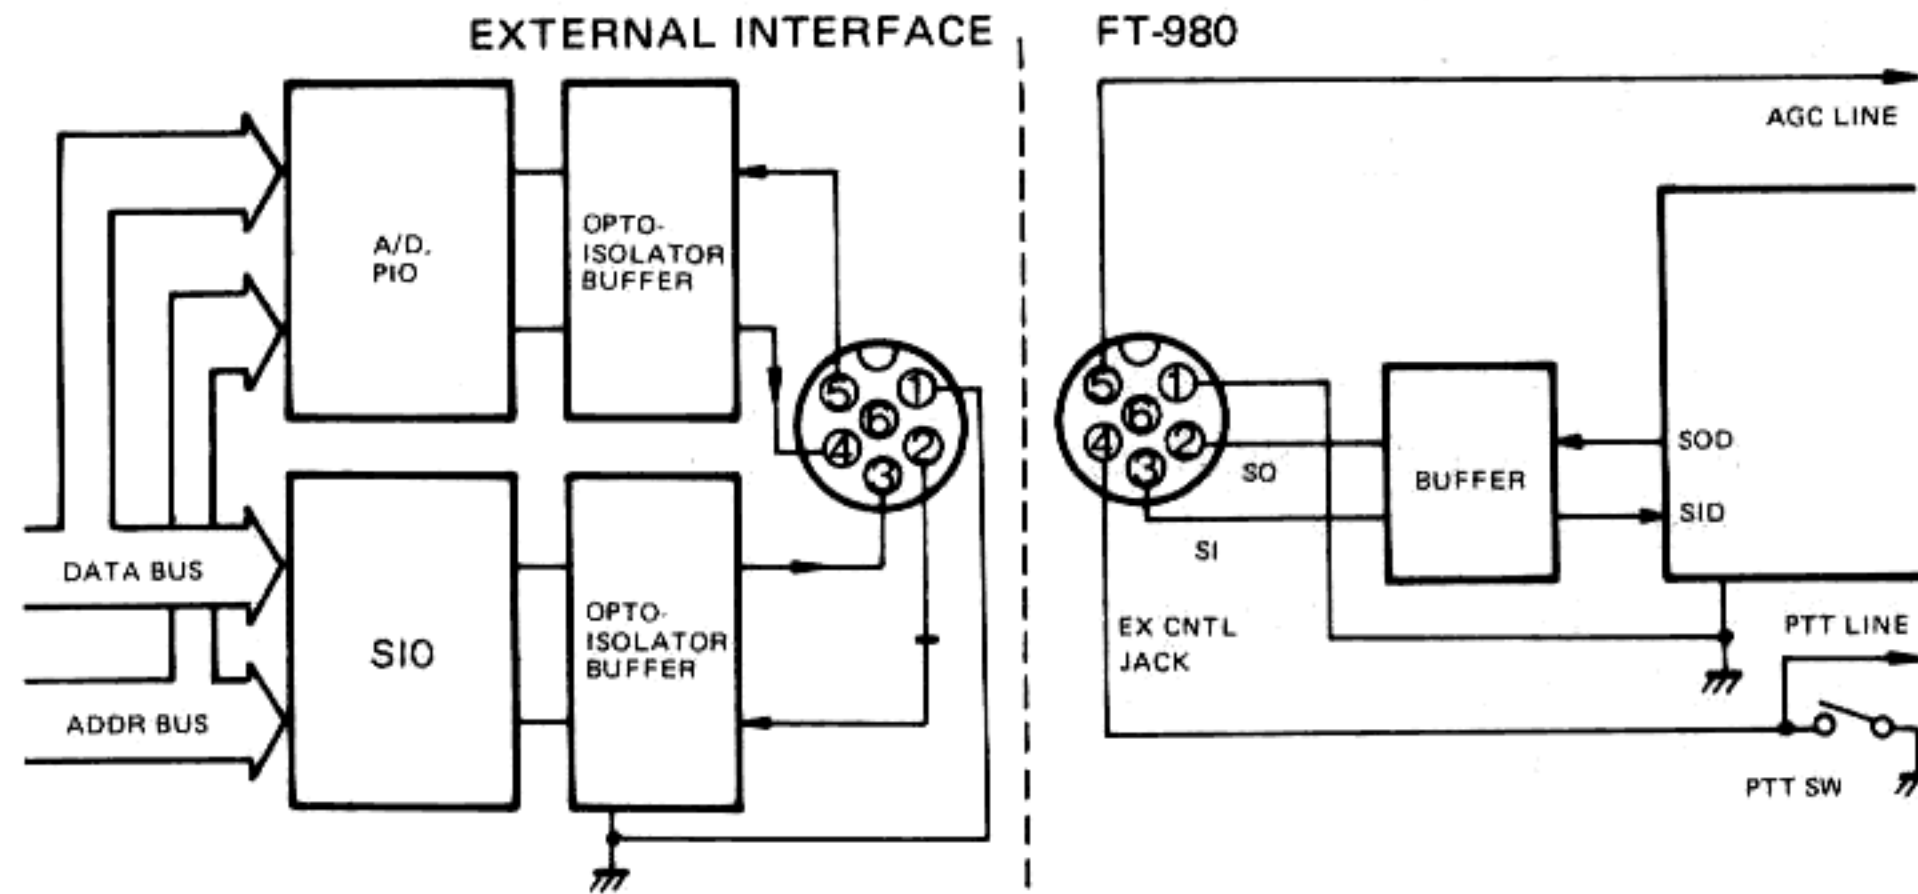 EXTERNAL INTERFACE
FT-980
AGC LINE
A/D.
PIO
OPTO-
ISOLATOR
BUFFER
5
1
6
4
2
3
5
1
6
4
2
3
SO
SI
BUFFER
SOD
SID
DATA BUS
ADDR BUS
SIO
OPTO-
ISOLATOR
BUFFER
EX CNTL
JACK
PTT LINE
PTT SW